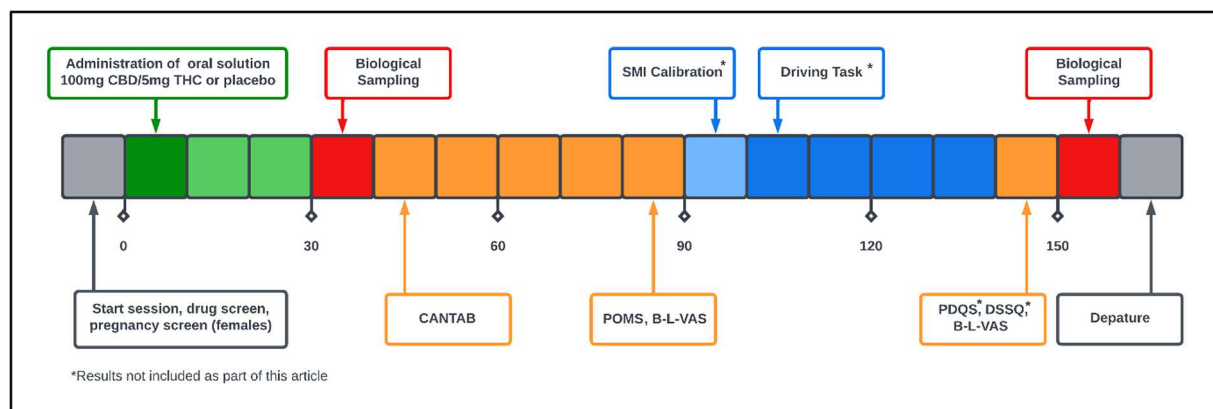 Administration of oral solution
100mg CBD/5mg THC or placebo
Biological
Sampling
SMI Calibration*
Driving Task *
Biological
Sampling
0
30
60
90
120
150
Start session, drug screen,
pregnancy screen (females)
CANTAB
POMS, B-L-VAS
PDQS,* DSSQ,*
B-L-VAS
Depature
*Results not included as part of this article